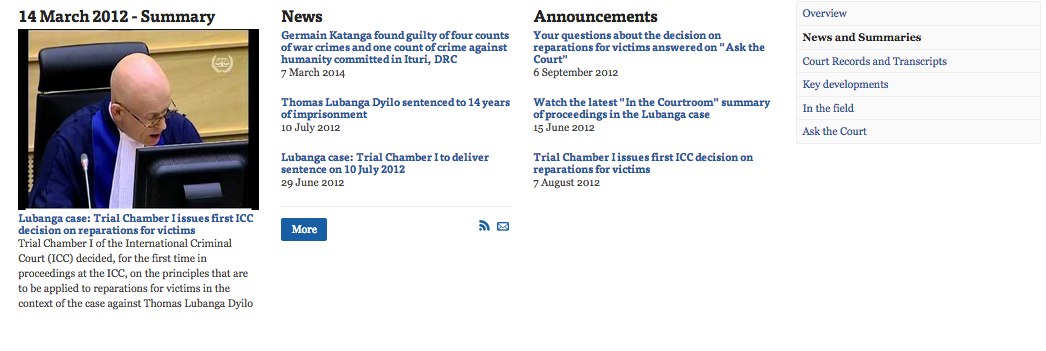 14 March 2012 - Summary
Lubanga case: Trial Chamber I issues first ICC
decision on reparations for victims
Trial Chamber I of the International Criminal
Court (ICC) decided, for the first time in
proceedings at the ICC, on the principles that are
to be applied to reparations for victims in the
context of the case against Thomas Lubanga Dyilo
News
Germain Katanga found guilty of four counts
of war crimes and one count of crime against
humanity committed in Ituri, DRC
7 March 2014
Thomas Lubanga Dyilo sentenced to 14 years
of imprisonment
10 July 2012
Lubanga case: Trial Chamber I to deliver
sentence on 10 July 2012
29 June 2012
More
Announcements
Your questions about the decision on
reparations for victims answered on "Ask the
Court"
6 September 2012
Watch the latest "In the Courtroom" summary
of proceedings in the Lubanga case
15 June 2012
Trial Chamber I issues first ICC decision on
reparations for victims
7 August 2012
Overview
News and Summaries
Court Records and Transcripts
Key developments
In the field
Ask the Court